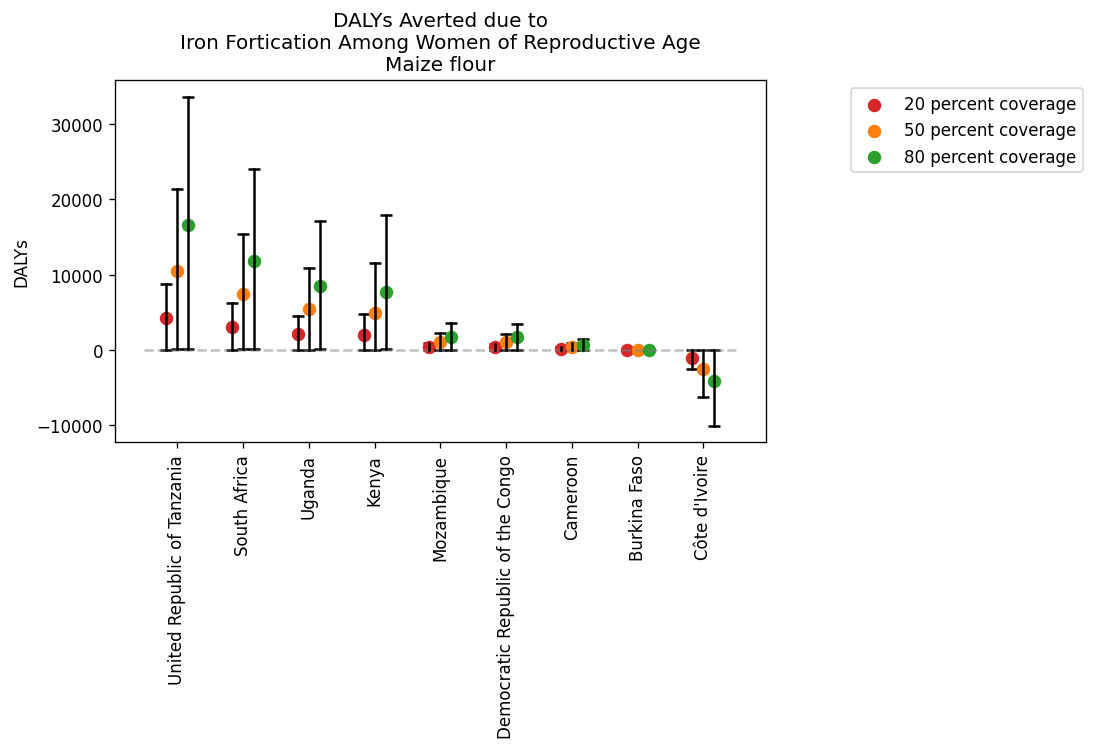 DALYs Averted due to
Iron Fortication Among Women of Reproductive Age
Maize flour
20 percent coverage
50 percent coverage
80 percent coverage
DALYs
30000
20000
10000
0
−10000
United Republic of Tanzania
South Africa
Uganda
Kenya
Mozambique
Democratic Republic of the Congo
Cameroon
Burkina Faso
Côte d'Ivoire